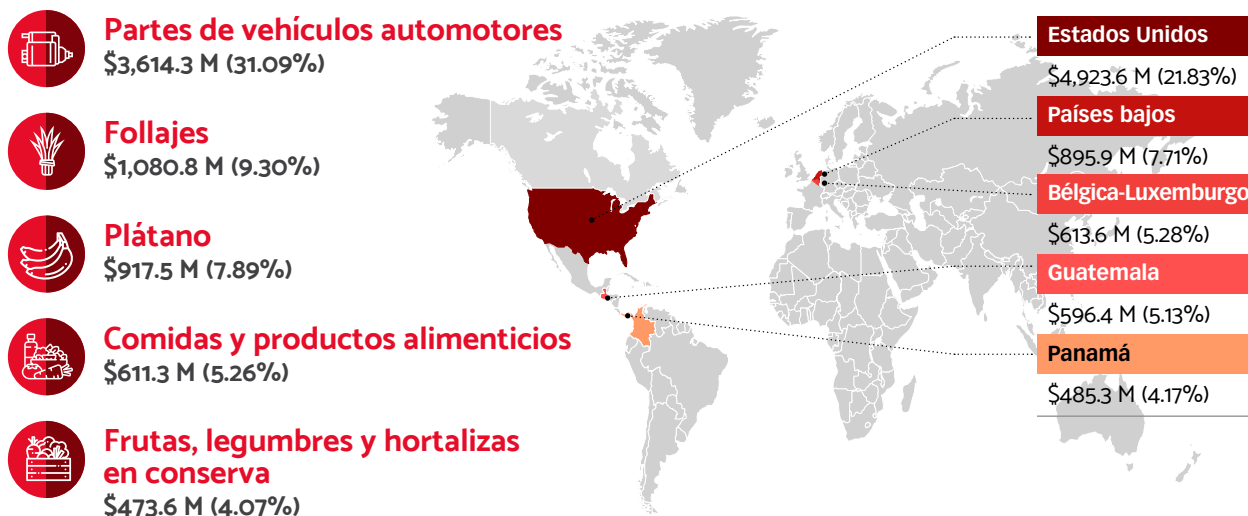 Partes de vehículos automotores
$3,614.3 M (31.09%)
Follajes
$1,080.8 M (9.30%)
Plátano
$917.5 M (7.89%)
Comidas y productos alimenticios
$611.3 M (5.26%)
Frutas, legumbres y hortalizas
en conserva
$473.6 M (4.07%)
Estados Unidos
$4,923.6 M (21.83%)
Países bajos
$895.9 M (7.71%)
Bélgica-Luxemburgo
$613.6 M (5.28%)
Guatemala
$596.4 M (5.13%)
Panamá
$485.3 M (4.17%)